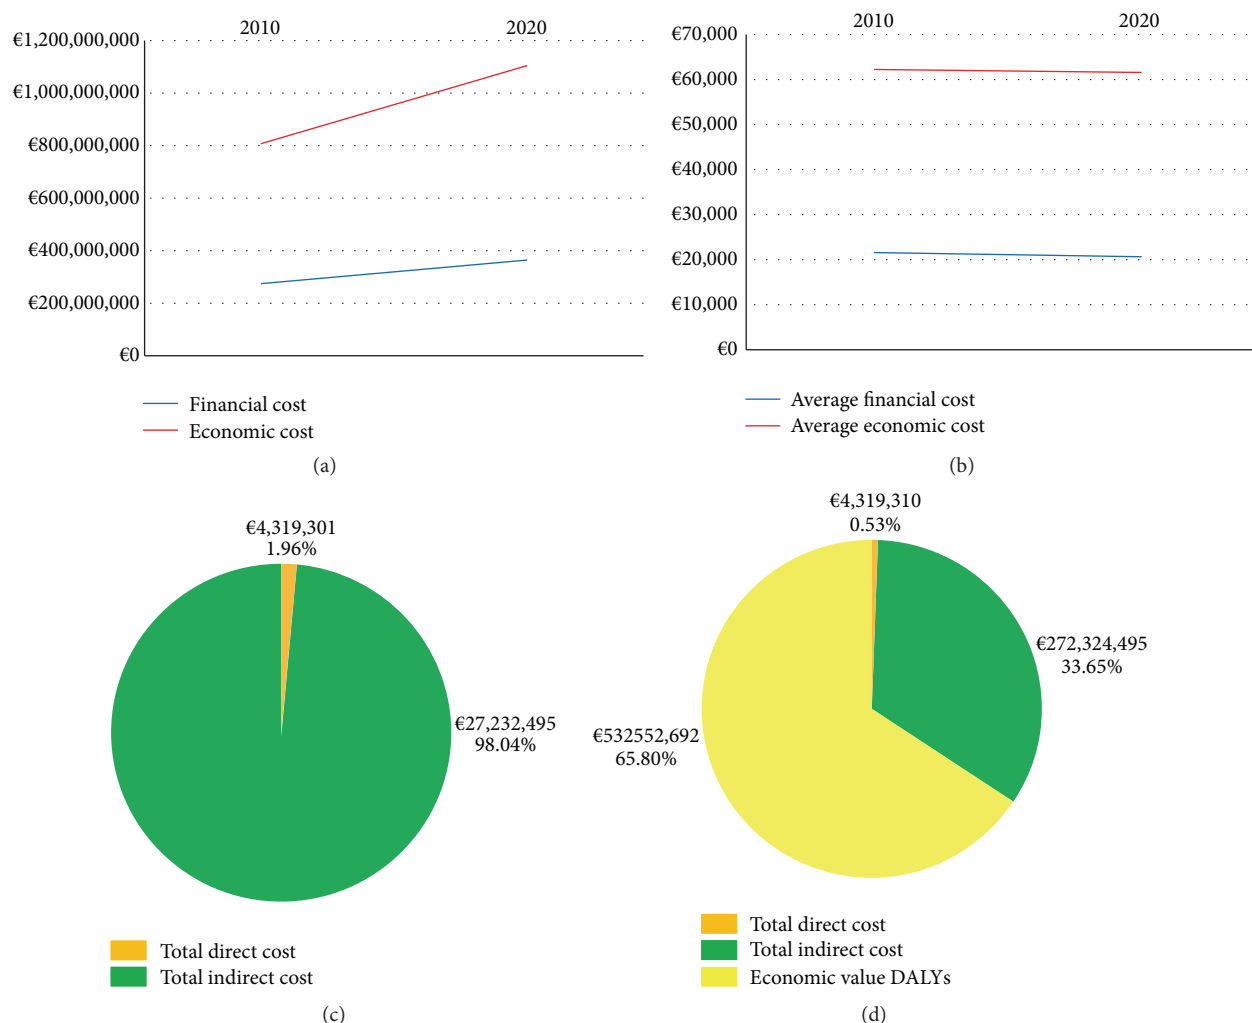 2010 2020
€1,200,000,000
€1,000,000,000
€800,000,000
€600,000,000
€400,000,000
€200,000,000
€0
Financial cost
Economic cost
(a)
2010 2020
€70,000
€60,000
€50,000
€40,000
€30,000
€20,000
€10,000
€0
Average financial cost
Average economic cost
(b)
€4,319,301
1.96%
€27,232,495
98.04%
Total direct cost
Total indirect cost
(c)
€4,319,310
0.53%
€272,324,495
33.65%
€532552,692
65.80%
Total direct cost
Total indirect cost
Economic value DALYs
(d)